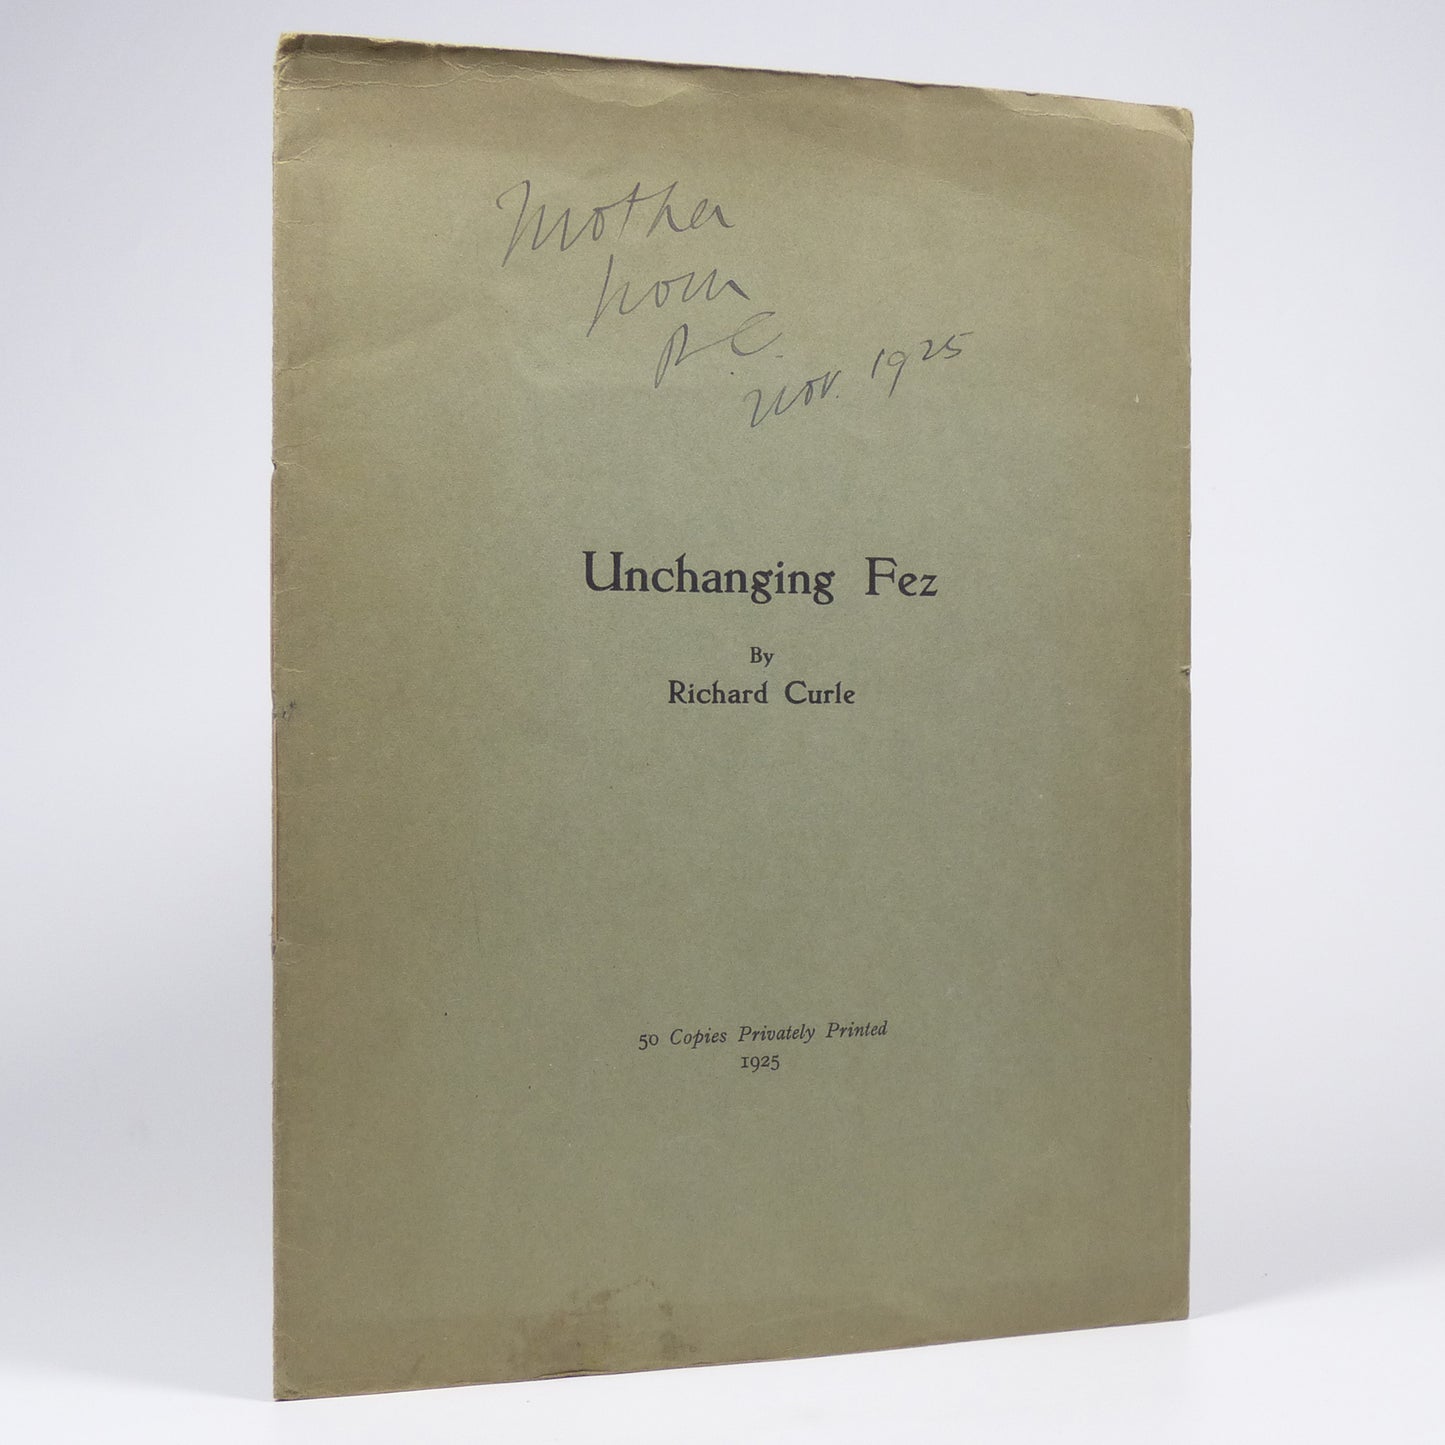 Mother
from
R.C.
Nov. 1925
Unchanging Fez
By
Richard Curle
50 Copies Privately Printed
1925